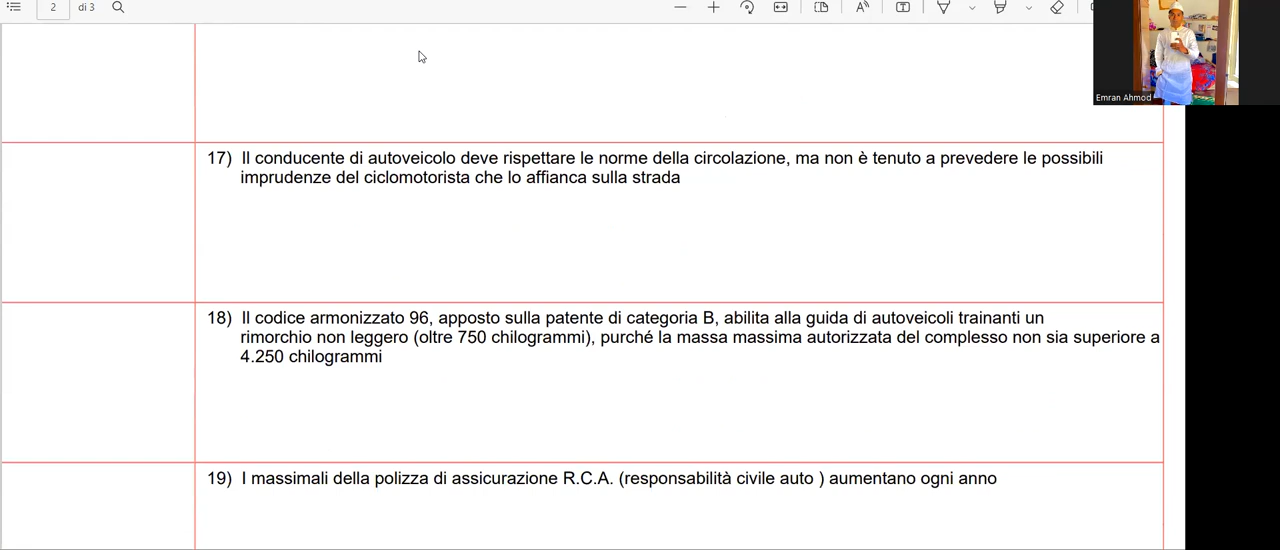 2 di 3
Emran Ahmod
17) Il conducente di autoveicolo deve rispettare le norme della circolazione, ma non è tenuto a prevedere le possibili
imprudenze del ciclomotorista che lo affianca sulla strada
18) Il codice armonizzato 96, apposto sulla patente di categoria B, abilita alla guida di autoveicoli trainanti un
rimorchio non leggero (oltre 750 chilogrammi), purché la massa massima autorizzata del complesso non sia superiore a
4.250 chilogrammi
19) I massimali della polizza di assicurazione R.C.A. (responsabilità civile auto ) aumentano ogni anno